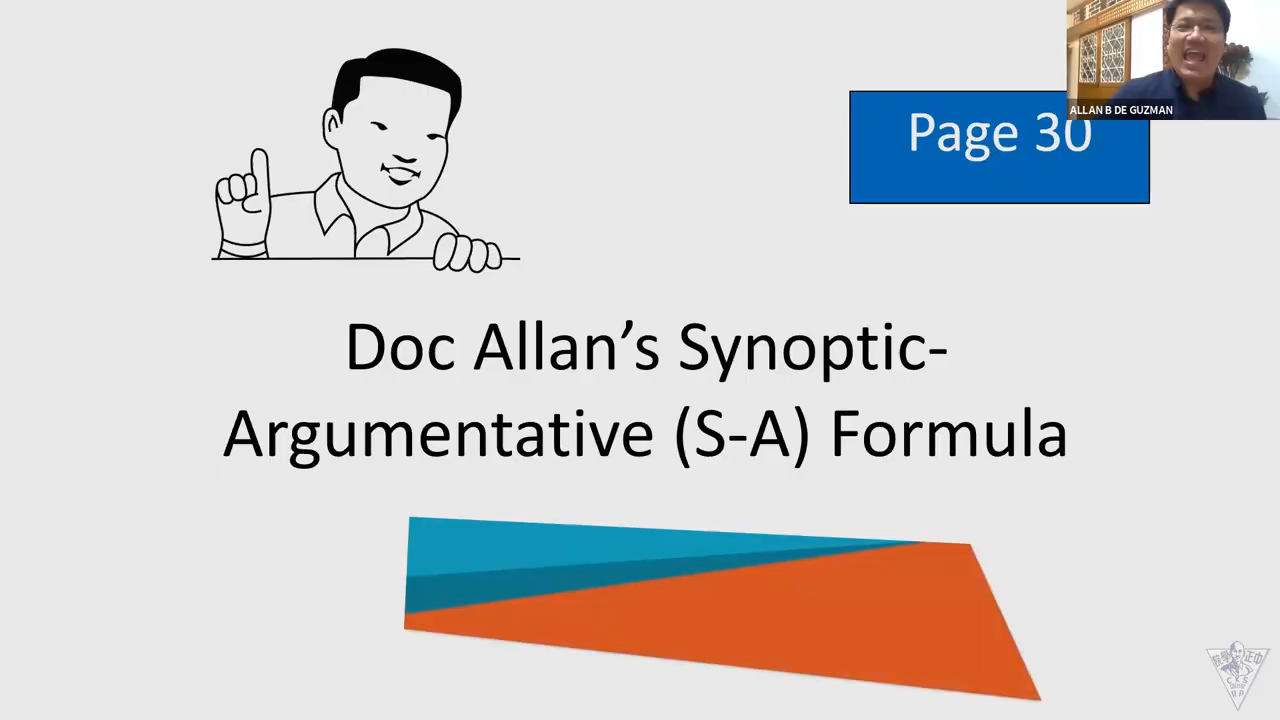 ALLAN B DE GUZMAN
Page 30
Doc Allan's Synoptic-
Argumentative (S-A) Formula
C K S